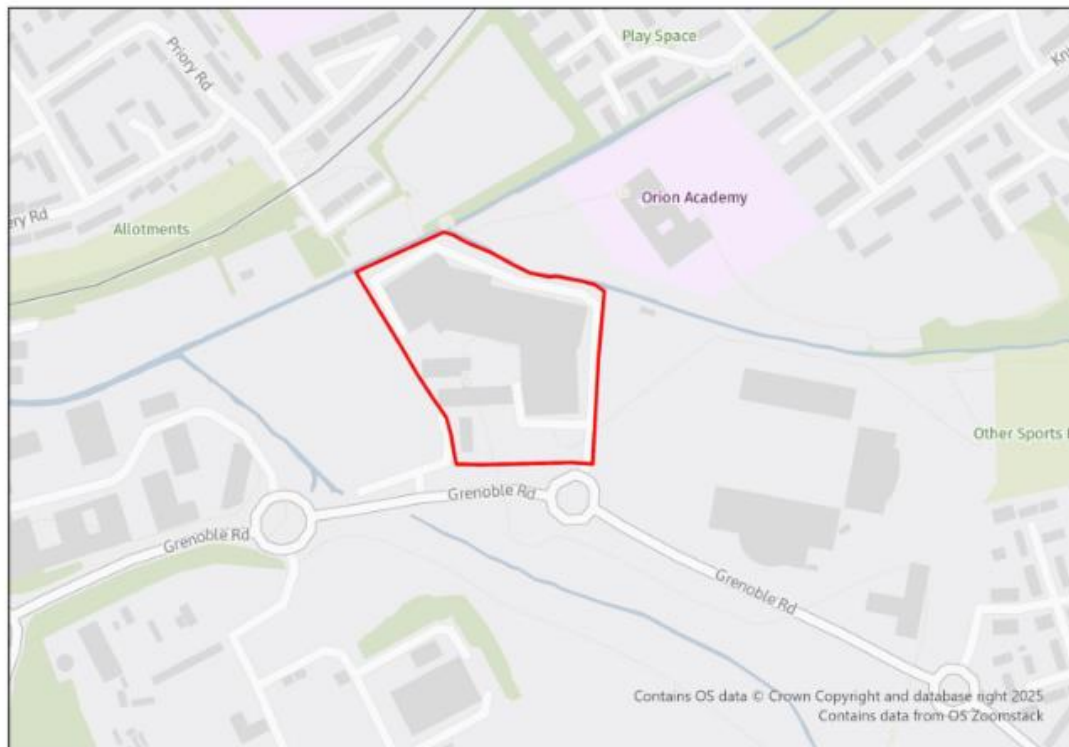 Play Space
Priory Rd
Kni
Orion Academy
ery Rd
Allotments
Other Sports
Grenoble Rd
Grenoble Rd
Grenoble Rd
Contains OS data © Crown Copyright and database right 2025
Contains data from OS Zoomstack